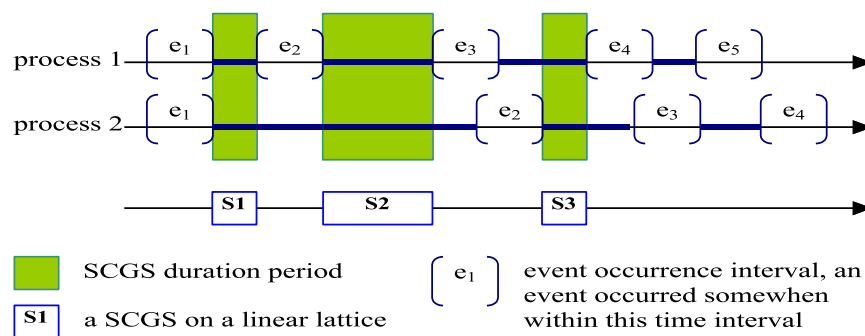 process 1 e1 e2 e3 e4 e5
process 2 e1 e2 e3 e4
S1 S2 S3
SCGS duration period
S1 a SCGS on a linear lattice
e1 event occurrence interval, an
event occurred somewhen
within this time interval